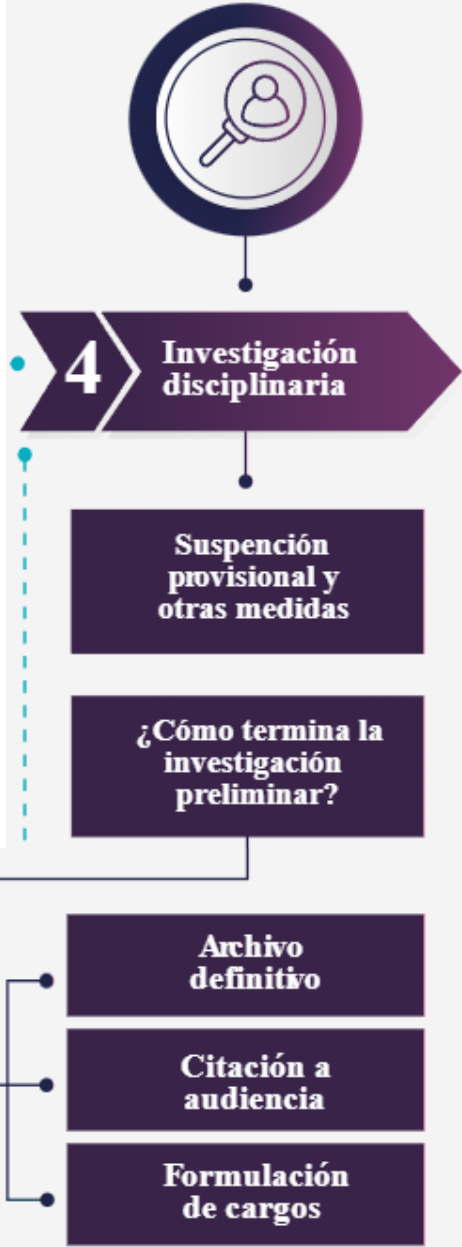 4
Investigación
disciplinaria
Suspención
provisional y
otras medidas
¿Cómo termina la
investigación
preliminar?
Archivo
definitivo
Citación a
audiencia
Formulación
de cargos